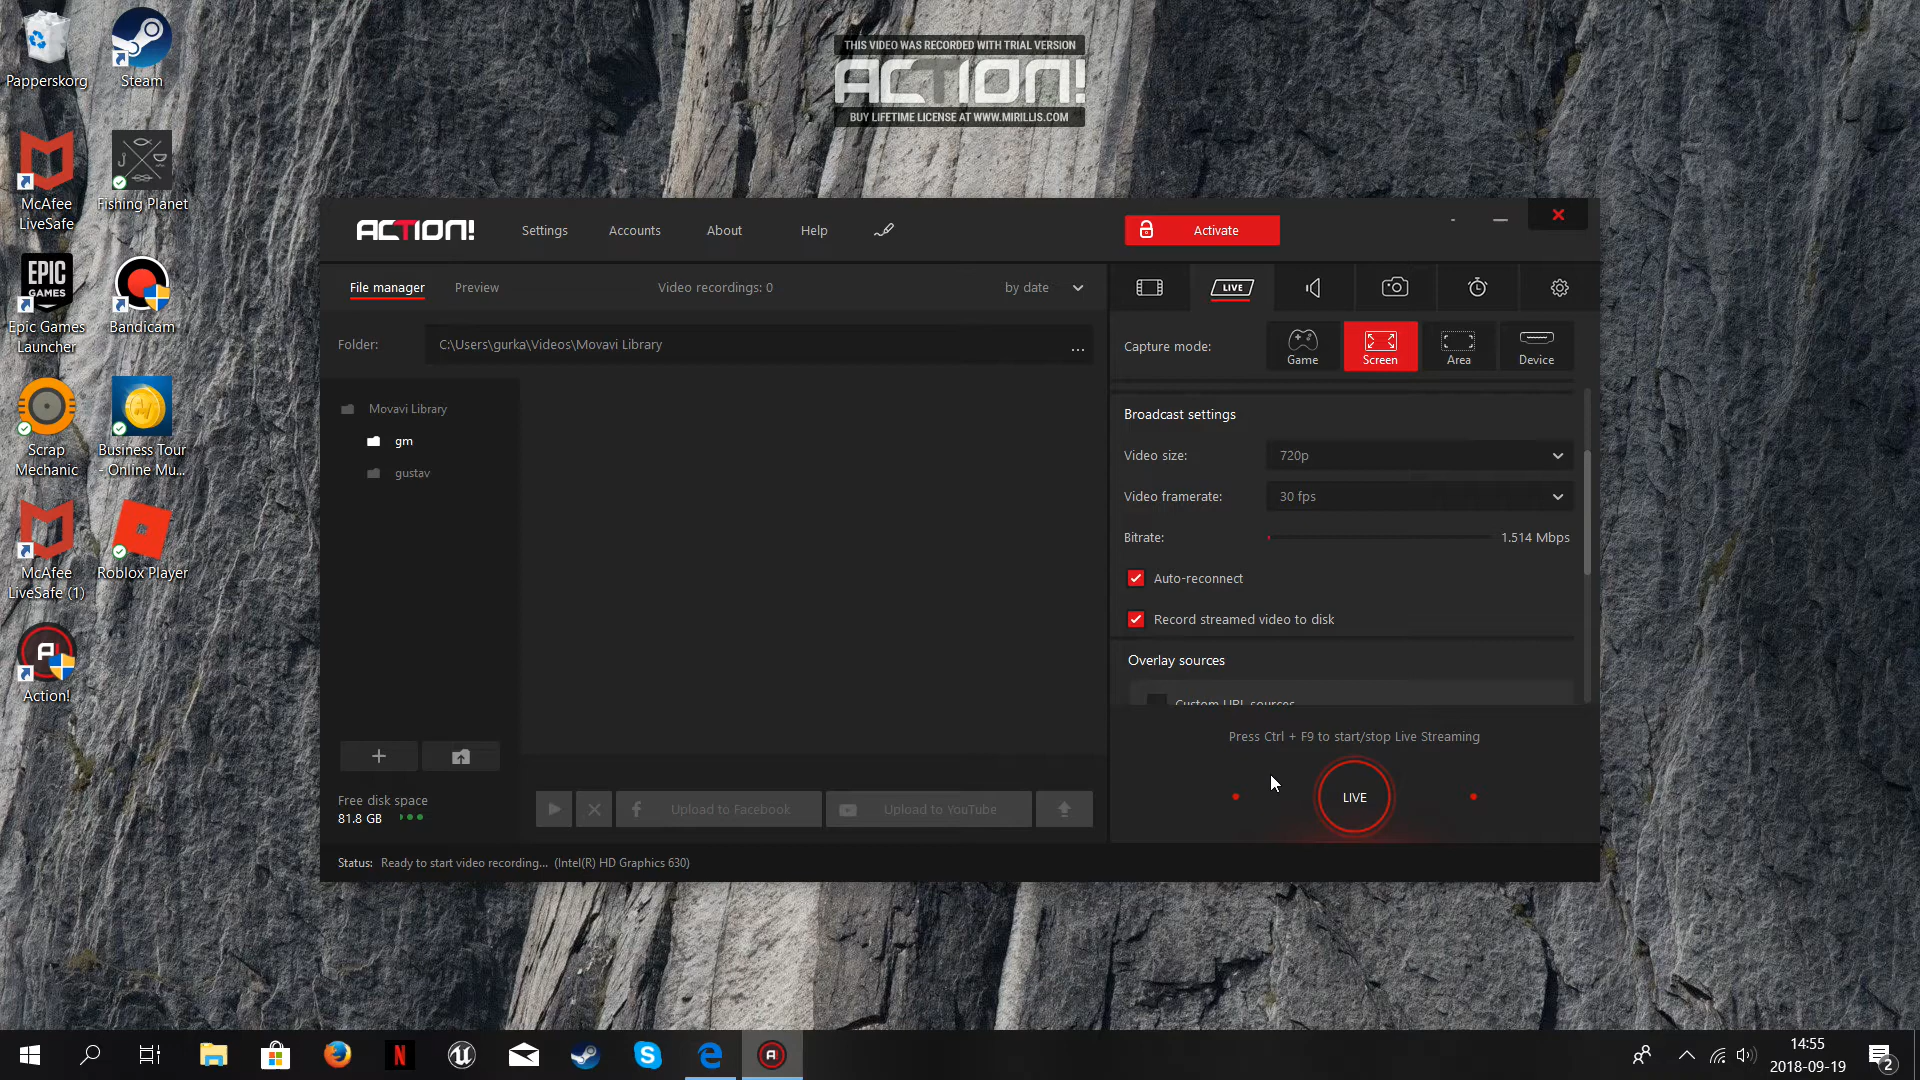 THIS VIDEO WAS RECORDED WITH TRIAL VERSION
ACTION!
BUY LIFETIME LICENSE AT WWW.MIRILLIS.COM
Papperskorg
Steam
McAfee
LiveSafe
Fishing Planet
EPIC
GAMES
Epic Games
Launcher
Bandicam
Scrap
Mechanic
Business Tour
- Online Mu...
McAfee
LiveSafe (1)
Roblox Player
Action!
ACTION!
Settings
Accounts
About
Help
Activate
File manager
Preview
Video recordings: 0
by date
LIVE
Folder:
C:\Users\gurka\Videos\Movavi Library
...
Capture mode:
Game
Screen
Area
Device
Movavi Library
gm
gustav
Broadcast settings
Video size:
720p
Video framerate:
30 fps
Bitrate:
1.514 Mbps
Auto-reconnect
Record streamed video to disk
Overlay sources
Custom URL sources
Press Ctrl + F9 to start/stop Live Streaming
LIVE
Free disk space
81.8 GB
Upload to Facebook
Upload to YouTube
Status: Ready to start video recording... (Intel(R) HD Graphics 630)
14:55
2018-09-19
2